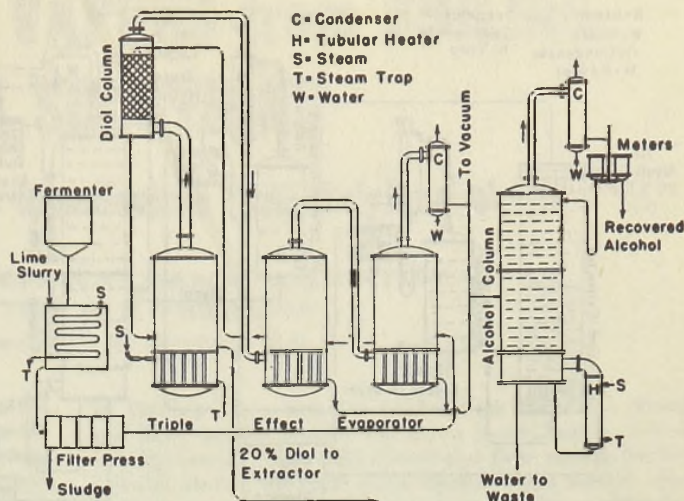 C = Condenser
H = Tubular Heater
S = Steam
T = Steam Trap
W = Water
Diol Column
To Vacuum
C
C
W
W
Meters
Recovered
Alcohol
Fermenter
Lime
Slurry
S
T
S
T
Alcohol Column
H
S
T
Triple Effect Evaporator
Filter Press
Sludge
20% Diol to
Extractor
Water to
Waste